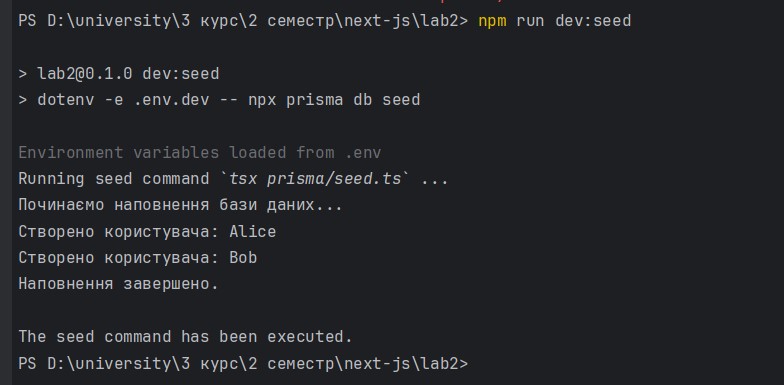 PS D:\university\3 курс\2 семестр\next-js\lab2> npm run dev:seed
> lab2@0.1.0 dev:seed
> dotenv -e .env.dev -- npx prisma db seed
Environment variables loaded from .env
Running seed command `tsx prisma/seed.ts` ...
Починаємо наповнення бази даних...
Створено користувача: Alice
Створено користувача: Bob
Наповнення завершено.
The seed command has been executed.
PS D:\university\3 курс\2 семестр\next-js\lab2>